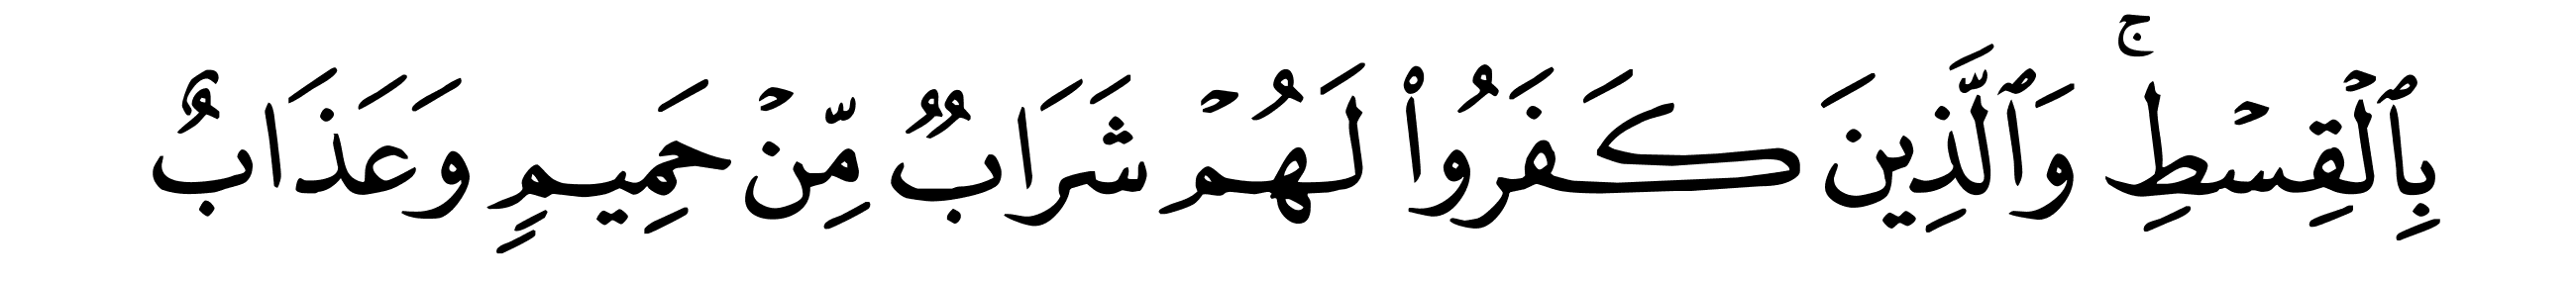 بِٱلْقِسْطِ ۚ وَٱلَّذِينَ كَفَرُوا۟ لَهُمْ شَرَابٌ مِّنْ حَمِيمٍ وَعَذَابٌ